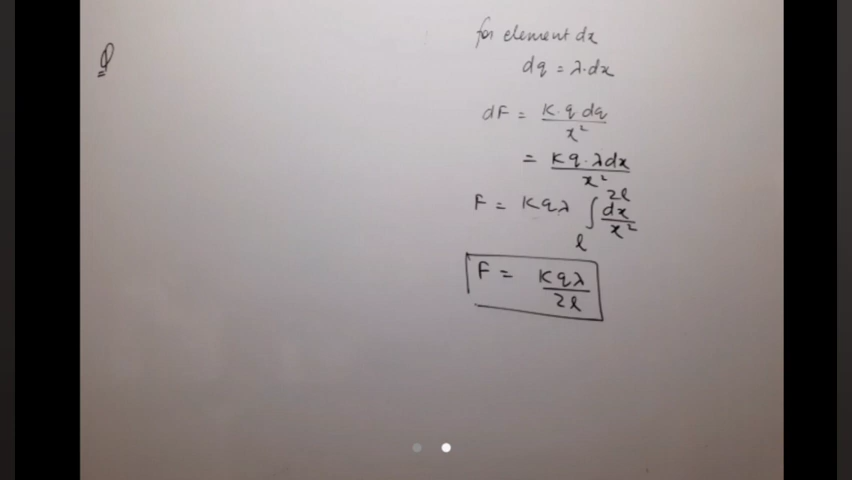 Q
for element dx
dq = λ·dx
dF = K·q dq / x²
= Kq·λdx / x²
F = Kqλ ∫ₗ²ˡ dx / x²
F = Kqλ / 2l